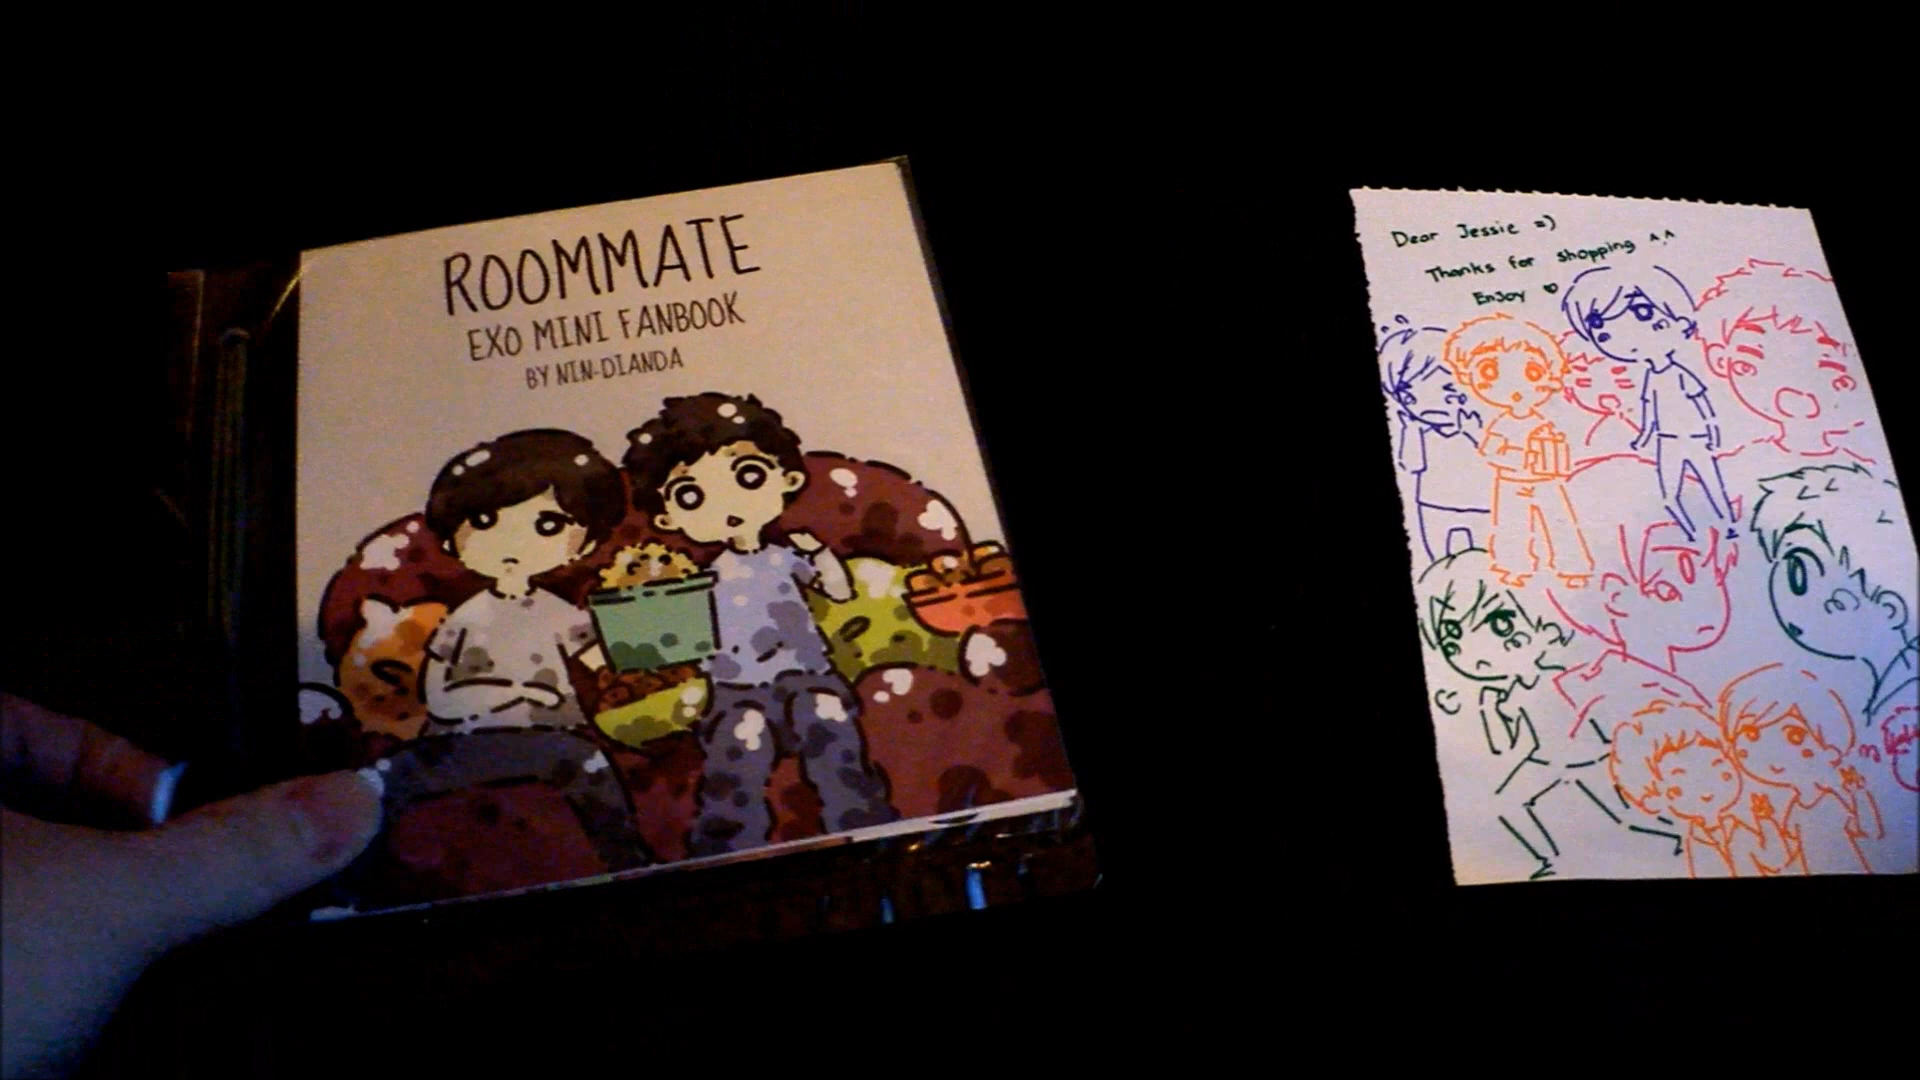 ROOMMATE
EXO MINI FANBOOK
BY NIN-DIANDA
Dear Jessie =)
Thanks for shopping ^.^
Enjoy ♡